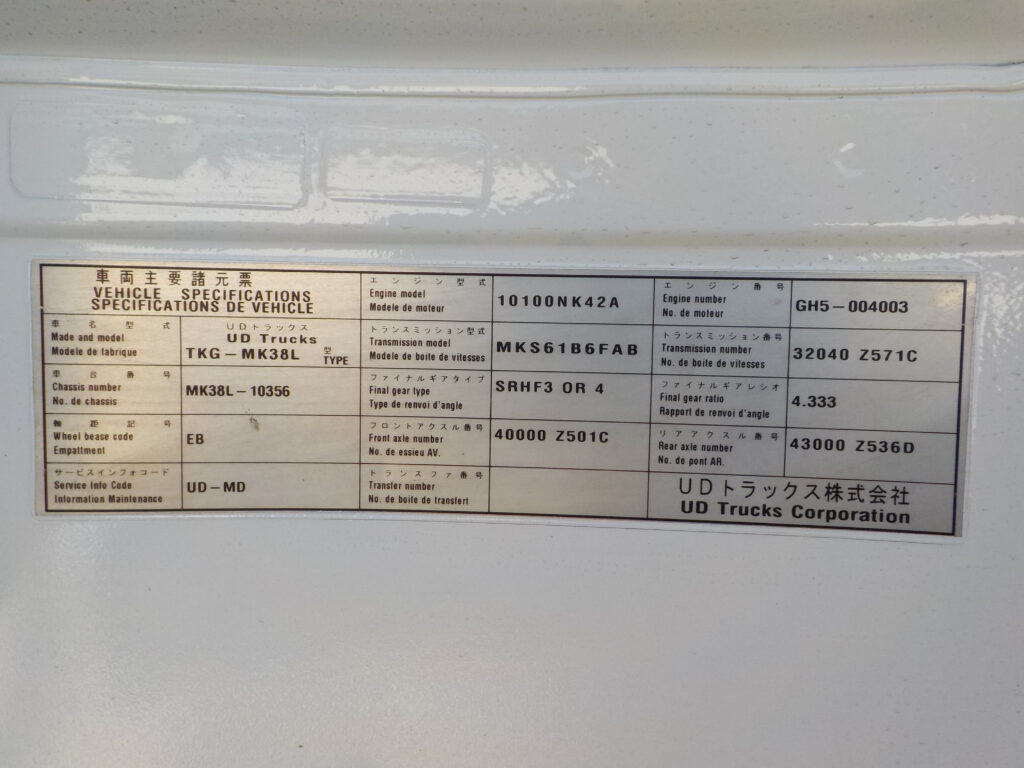 車両主要諸元票
VEHICLE SPECIFICATIONS
SPECIFICATIONS DE VEHICLE
車名型式
Made and model
Modele de fabrique
UDトラックス
UD Trucks
TKG-MK38L 型 TYPE
車台番号
Chassis number
No. de chassis
MK38L-10356
軸距記号
Wheel bease code
Empattment
EB
サービスインフォコード
Service Info Code
Information Maintenance
UD-MD
エンジン型式
Engine model
Modele de moteur
10100NK42A
トランスミッション型式
Transmission model
Modele de boite de vitesses
MKS61B6FAB
ファイナルギアタイプ
Final gear type
Type de renvoi d'angle
SRHF3 OR 4
フロントアクスル番号
Front axle number
No. de essieu AV.
40000 Z501C
トランスファ番号
Transfer number
No. de boite de transfert
エンジン番号
Engine number
No. de moteur
GH5-004003
トランスミッション番号
Transmission number
No. de boite de vitesses
32040 Z571C
ファイナルギアレシオ
Final gear ratio
Rapport de renvoi d'angle
4.333
リアアクスル番号
Rear axle number
No. de pont AR.
43000 Z536D
UDトラックス株式会社
UD Trucks Corporation